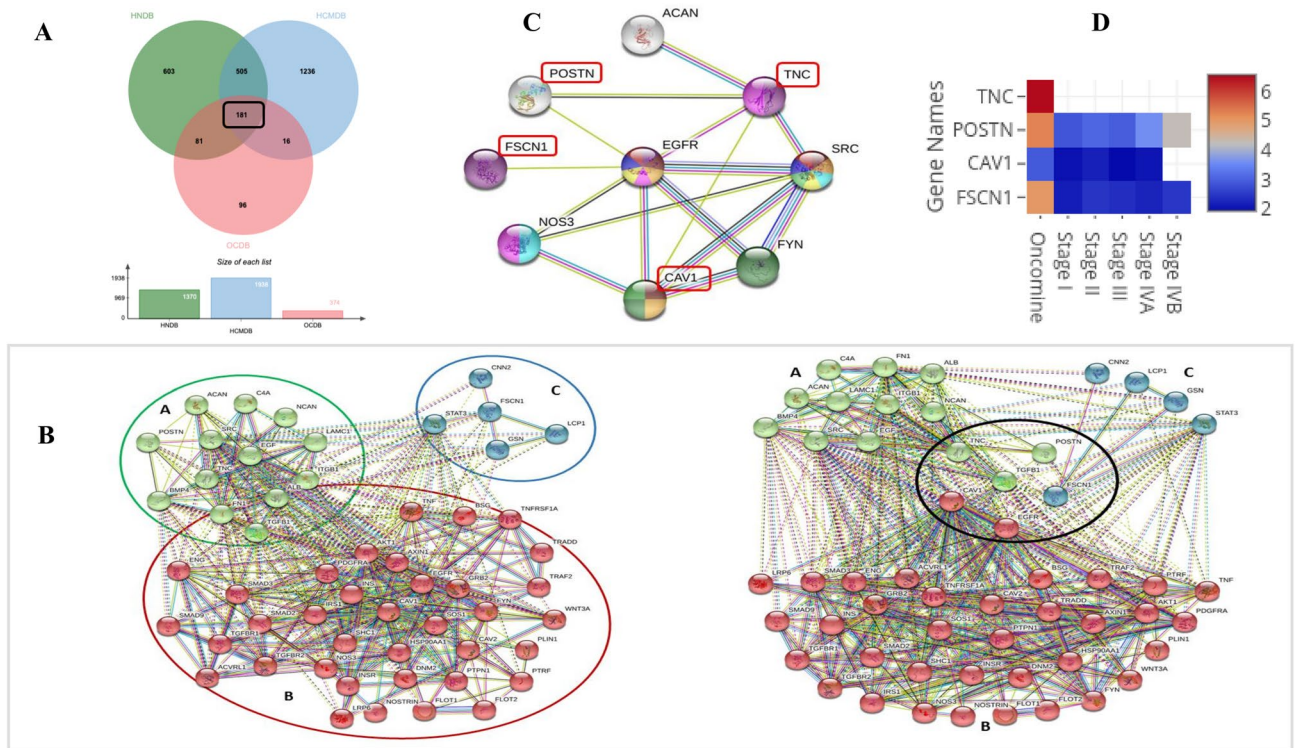 A
HNDB
HCMDB
603
505
1236
181
81
16
96
OCDB
Size of each list
1938
969
0
1370
1938
374
HNDB
HCMDB
OCDB
C
ACAN
POSTN
TNC
FSCN1
EGFR
SRC
NOS3
FYN
CAV1
D
Gene Names
TNC
POSTN
CAV1
FSCN1
Oncomine
Stage I
Stage II
Stage III
Stage IVA
Stage IVB
6
5
4
3
2
B
A
ACAN
C4A
NCAN
POSTN
SRC
EGF
LAMC1
TNC
ITGB1
BMP4
ALB
FN1
TGFB1
C
CNN2
FSCN1
STAT3
LCP1
GSN
TNF
BSG
TNFRSF1A
AKT1
AXIN1
TRADD
ENG
PDGFRA
EGFR
GRB2
TRAF2
SMAD3
INS
SMAD9
SMAD2
FIRS1
CAV1
SOS1
FYN
WNT3A
TGFBR1
SHC1
HSP90AA1
CAV2
PLIN1
ACVRL1
TGFBR2
NOS3
INSR
DNM2
PTPN1
PTRF
B
LRP6
NOSTRIN
FLOT1
FLOT2
A
C4A
FN1
ALB
CNN2
LCP1
C
ACAN
LAMC1
ITGB1
GSN
BMP4
NCAN
STAT3
SRC
EGF
TNC
POSTN
TGFB1
CAV1
FSCN1
EGFR
LRP6
SMAD3
ENG
ACVRL1
BSG
TRAF2
PTRF
TNF
GRB2
TNFRSF1A
CAV2
TRADD
AXIN1
AKT1
PDGFRA
SMAD9
INS
SOS1
PTPN1
PLIN1
TGFBR1
SMAD2
SHC1
INSR
DNM2
HSP90AA1
WNT3A
TGFBR2
IRS1
NOS3
NOSTRIN
FLOT1
FLOT2
FYN
B